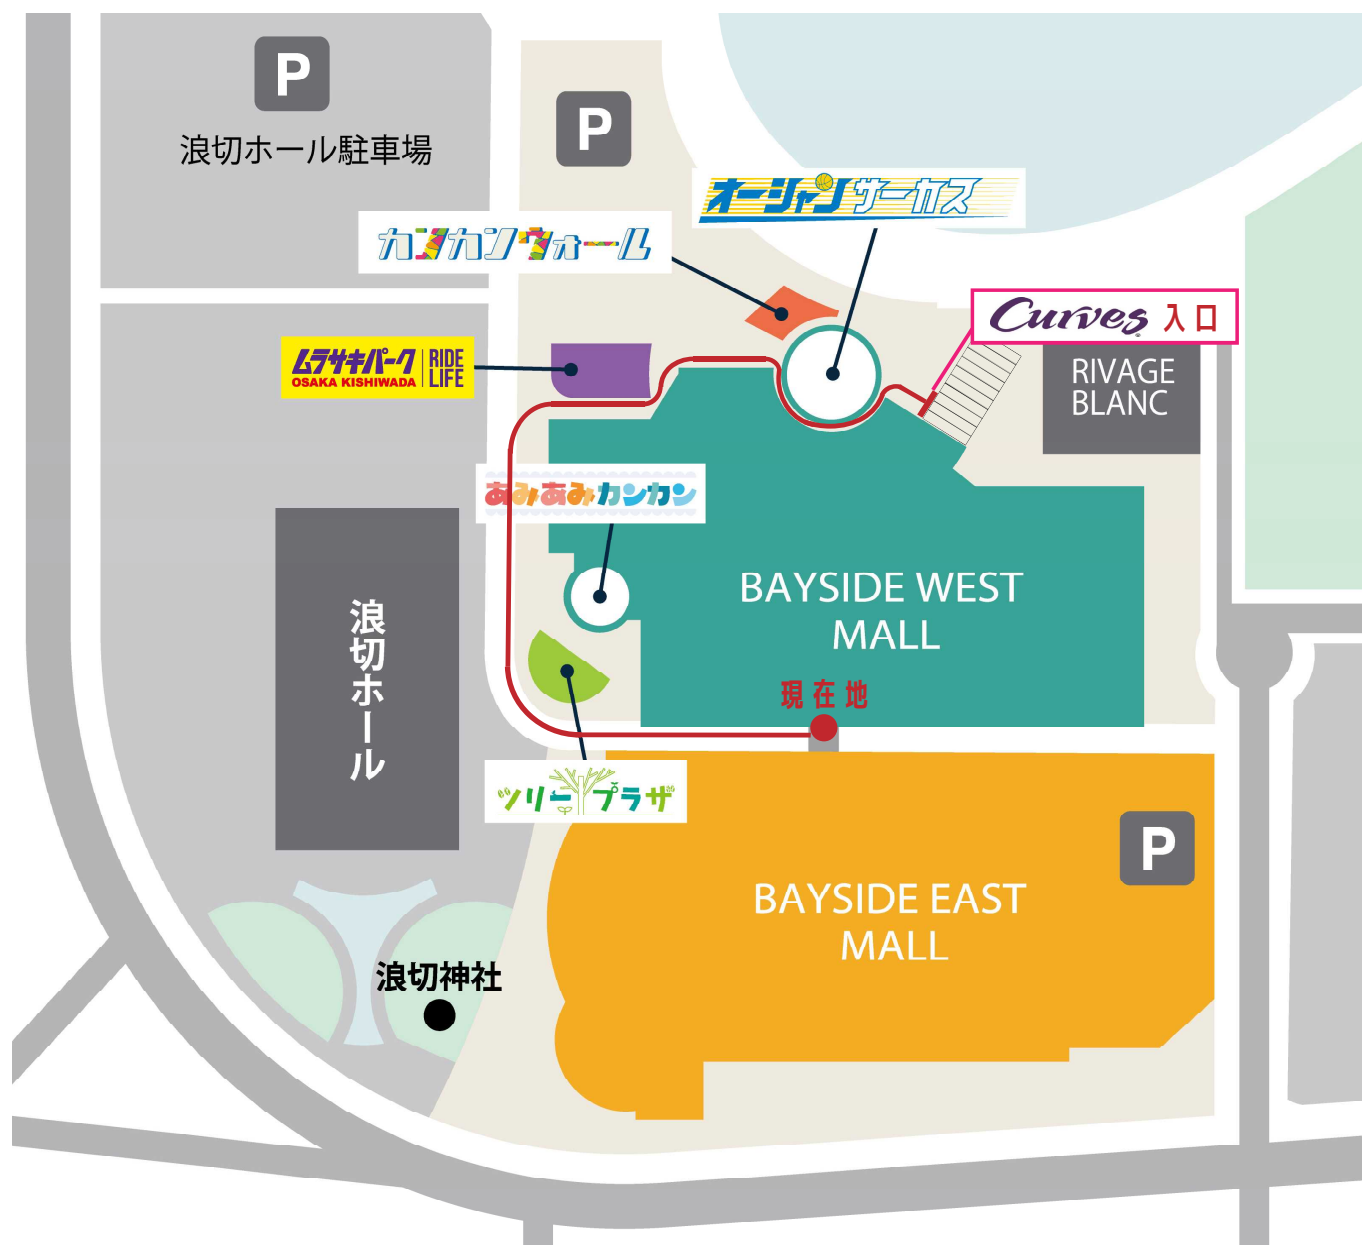 P
浪切ホール駐車場
P
オーシャンサーカス
カンカンウォール
Curves 入口
ムラサキパーク
OSAKA KISHIWADA
RIDE
LIFE
RIVAGE
BLANC
あみあみカンカン
BAYSIDE WEST
MALL
浪切ホール
現在地
ツリープラザ
P
BAYSIDE EAST
MALL
浪切神社